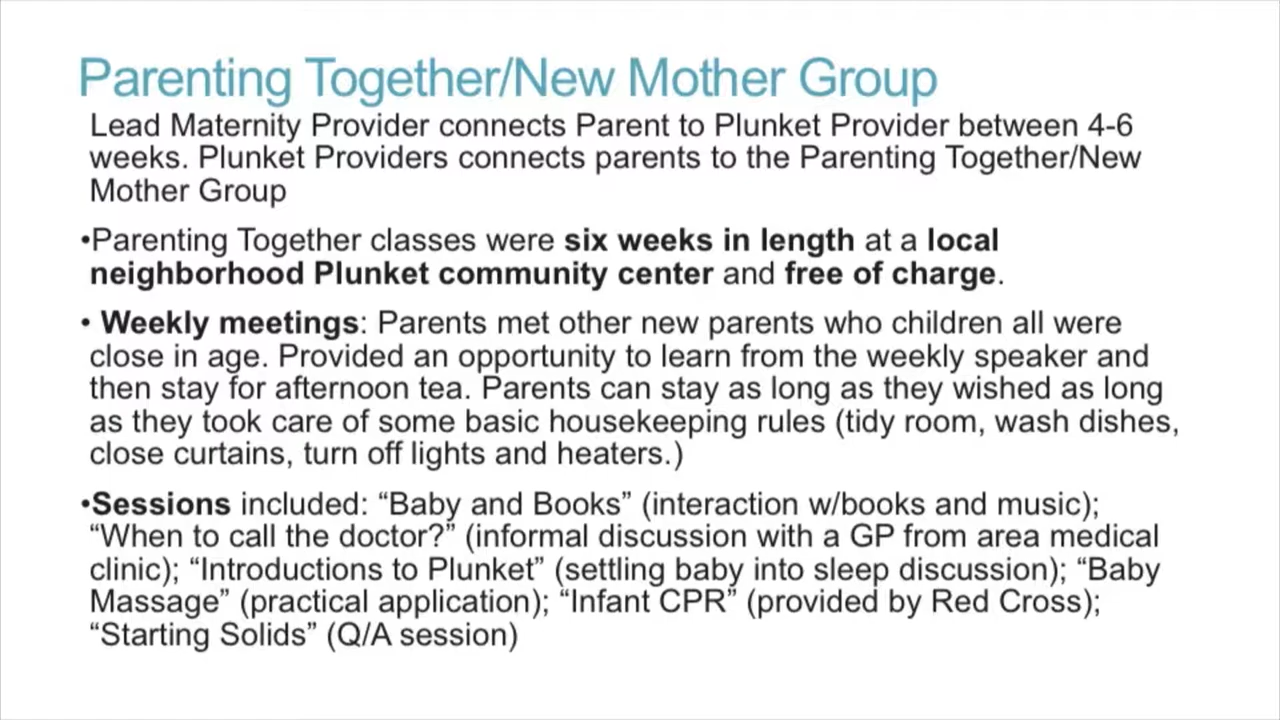 Parenting Together/New Mother Group
Lead Maternity Provider connects Parent to Plunket Provider between 4-6
weeks. Plunket Providers connects parents to the Parenting Together/New
Mother Group
•Parenting Together classes were six weeks in length at a local
neighborhood Plunket community center and free of charge.
• Weekly meetings: Parents met other new parents who children all were
close in age. Provided an opportunity to learn from the weekly speaker and
then stay for afternoon tea. Parents can stay as long as they wished as long
as they took care of some basic housekeeping rules (tidy room, wash dishes,
close curtains, turn off lights and heaters.)
•Sessions included: “Baby and Books” (interaction w/books and music);
“When to call the doctor?” (informal discussion with a GP from area medical
clinic); “Introductions to Plunket” (settling baby into sleep discussion); “Baby
Massage” (practical application); “Infant CPR” (provided by Red Cross);
“Starting Solids” (Q/A session)